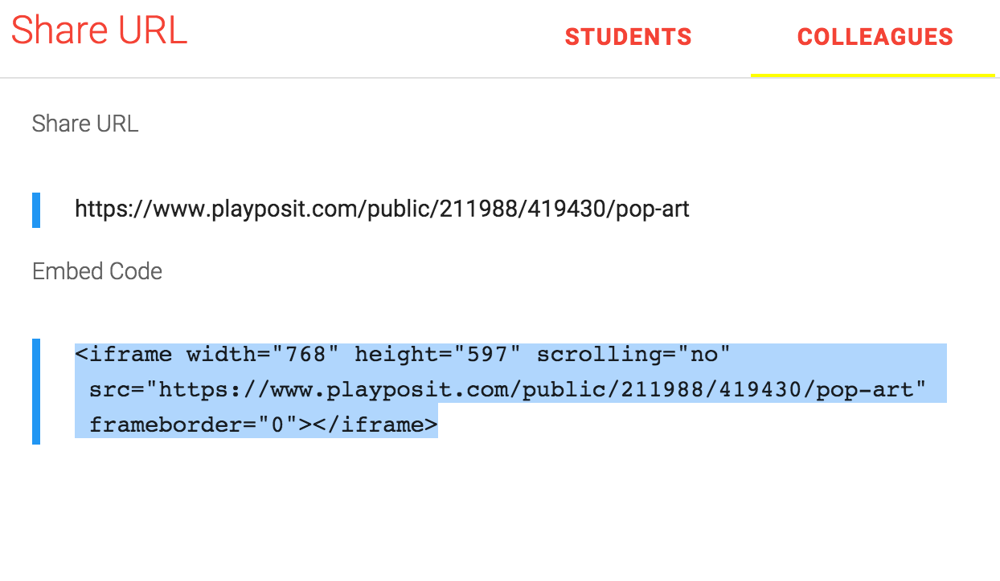 Share URL
STUDENTS
COLLEAGUES
Share URL
https://www.playposit.com/public/211988/419430/pop-art
Embed Code
<iframe width="768" height="597" scrolling="no"
src="https://www.playposit.com/public/211988/419430/pop-art"
frameborder="0"></iframe>